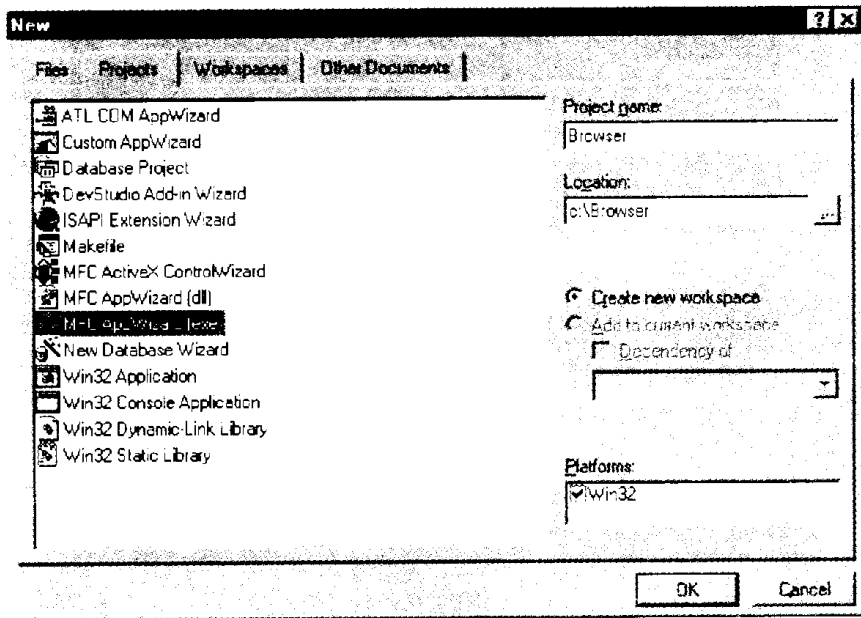 New
Files Projects Workspaces Other Documents
ATL COM AppWizard
Custom AppWizard
Database Project
DevStudio Add-in Wizard
ISAPI Extension Wizard
Makefile
MFC ActiveX ControlWizard
MFC AppWizard (dll)
MFC AppWizard (exe)
New Database Wizard
Win32 Application
Win32 Console Application
Win32 Dynamic-Link Library
Win32 Static Library
Project name:
Browser
Location:
c:\Browser
...
Create new workspace
Add to current workspace
Dependency of
Platforms:
Win32
OK Cancel